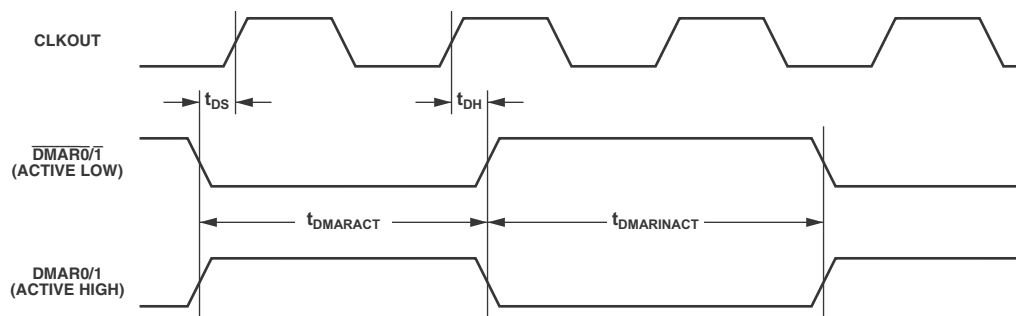 CLKOUT
tDS
tDH
DMAR0/1
(ACTIVE LOW)
tDMARACT
tDMARINACT
DMAR0/1
(ACTIVE HIGH)